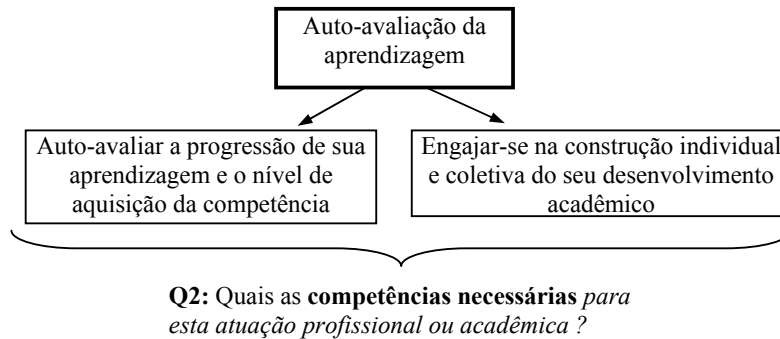 Auto-avaliação da
aprendizagem
Auto-avaliar a progressão de sua
aprendizagem e o nível de
aquisição da competência
Engajar-se na construção individual
e coletiva do seu desenvolvimento
acadêmico
Q2: Quais as competências necessárias para
esta atuação profissional ou acadêmica ?